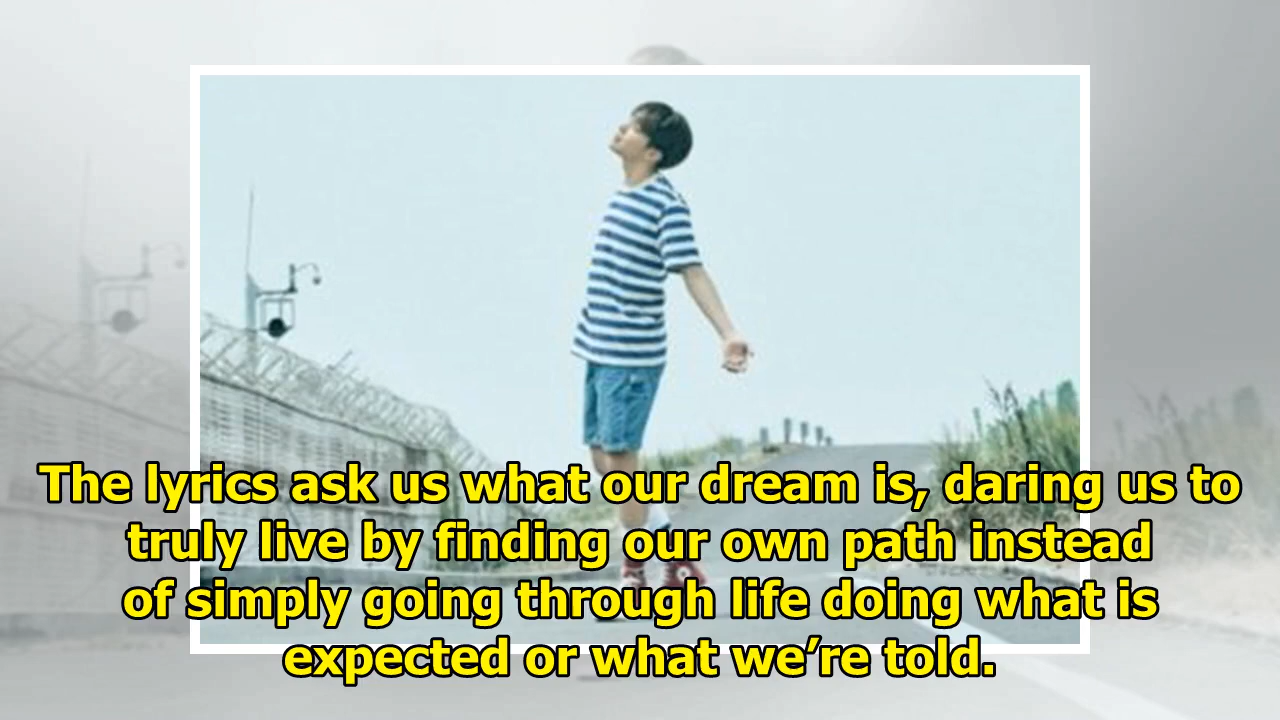 The lyrics ask us what our dream is, daring us to
truly live by finding our own path instead
of simply going through life doing what is
expected or what we’re told.